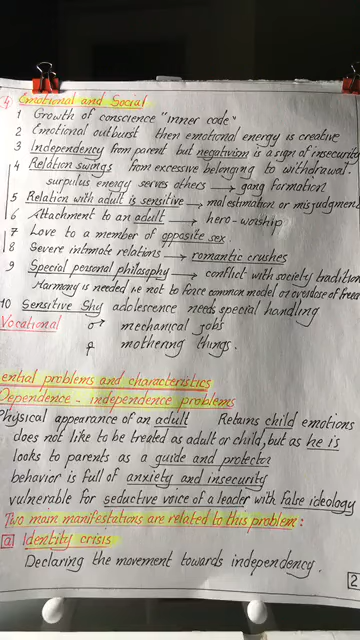 4 Emotional and Social
1 Growth of conscience "inner code"
2 Emotional outburst then emotional energy is creative
3 Independency from parent but negativism is a sign of insecurity
4 Relation swings from excessive belonging to withdrawal.
surpulus energy serves others → gang formation
5 Relation with adult is sensitive → malestimation or misjudgment
6 Attachment to an adult → hero-worship
7 Love to a member of opposite sex.
8 Severe intimate relations → romantic crushes
9 Special personal philosophy → conflict with society tradition
Harmony is needed ie not to force common model or overdose of freed
10 Sensitive Shy adolescence needs special handling
Vocational ♂ mechanical jobs
♀ mothering things.
ential problems and characteristics
Dependence - independence problems
Physical appearance of an adult Retains child emotions
does not like to be treated as adult or child, but as he is
looks to parents as a guide and protector
behavior is full of anxiety and insecurity
vulnerable for seductive voice of a leader with false ideology
Two main manifestations are related to this problem:
a Identity crisis
Declaring the movement towards independency.
2